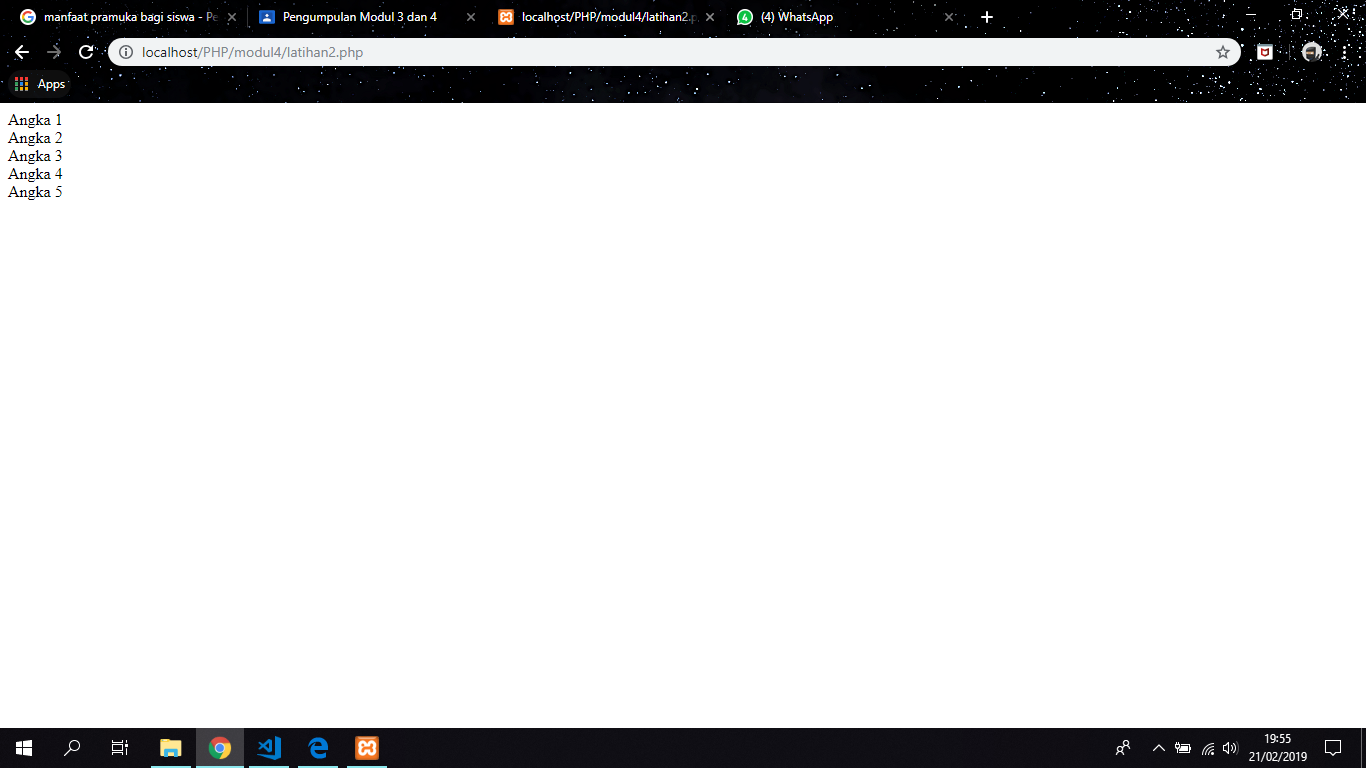 manfaat pramuka bagi siswa - Pe
Pengumpulan Modul 3 dan 4
localhost/PHP/modul4/latihan2.p
4
(4) WhatsApp
localhost/PHP/modul4/latihan2.php
Apps
Angka 1
Angka 2
Angka 3
Angka 4
Angka 5
19:55
21/02/2019